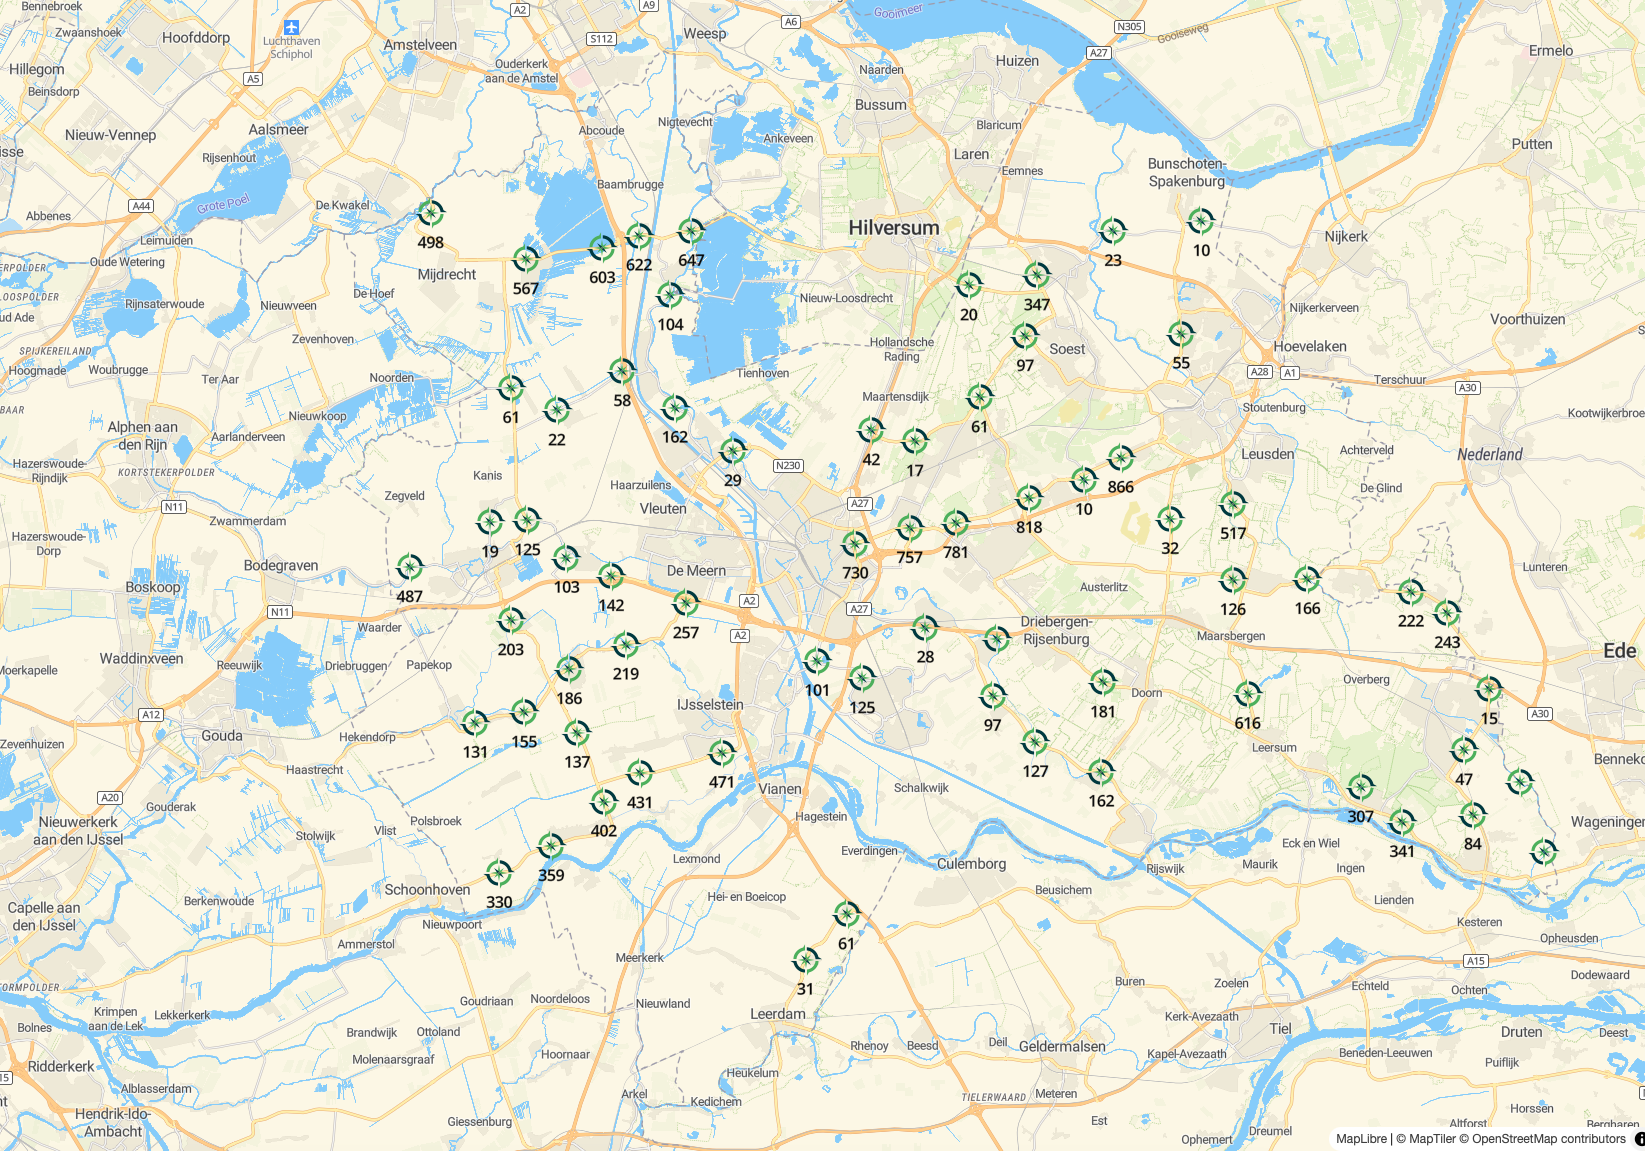 Bennebroek
A2
A9
Gooimeer
Zwaanshoek
Hoofddorp
Luchthaven
Schiphol
Amstelveen
S112
Weesp
A6
N305
Gooiseweg
A27
Ermelo
Hillegom
Beinsdorp
A5
Ouderkerk
aan de Amstel
Naarden
Huizen
Bussum
Nieuw-Vennep
Aalsmeer
Abcoude
Nigtevecht
Ankeveen
Blaricum
Putten
Rijsenhout
Laren
Eemnes
Bunschoten-
Spakenburg
Baambrugge
A44
Grote Poel
De Kwakel
Abbenes
Leimuiden
498
Hilversum
Nijkerk
Oude Wetering
Mijdrecht
567
603
622
647
23
10
De Hoef
Rijnsaterwoude
Nieuwveen
104
Nieuw-Loosdrecht
20
347
Nijkerkerveen
ud Ade
Voorthuizen
SPIJKEREILAND
Zevenhoven
Hollandsche
Rading
97
Soest
55
Hoevelaken
Hoogmade
Woubrugge
Ter Aar
Noorden
58
Tienhoven
A28
A1
Terschuur
A30
61
22
162
Maartensdijk
61
Stoutenburg
Kootwijkerbroe
Nieuwkoop
Alphen aan
den Rijn
Aarlanderveen
42
17
Achterveld
Leusden
Nederland
Hazerswoude-
Rijndijk
KORTSTEKERPOLDER
Kanis
Haarzuilens
29
N230
866
De Glind
Zegveld
Vleuten
A27
818
10
N11
Zwammerdam
19
125
32
517
Hazerswoude-
Dorp
730
757
781
Bodegraven
487
103
De Meern
Lunteren
Boskoop
142
Austerlitz
126
166
N11
A2
A27
222
Waarder
257
Driebergen-
Rijsenburg
Maarsbergen
243
203
A2
28
Waddinxveen
Reeuwijk
Driebruggen
Papekop
219
Ede
Moerkapelle
186
101
125
181
Doorn
Overberg
A12
IJsselstein
97
616
15
A30
Gouda
Hekendorp
131
155
137
127
Leersum
Zevenhuizen
Haastrecht
471
47
Benneko
A20
Gouderak
431
Vianen
Schalkwijk
162
Nieuwerkerk
aan den IJssel
Stolwijk
Vlist
Polsbroek
402
Hagestein
307
Wageningen
341
84
Eck en Wiel
Lexmond
Everdingen
Culemborg
Maurik
Ingen
359
Rijswijk
Schoonhoven
330
Hei- en Boeicop
Beusichem
Lienden
Berkenwoude
Capelle aan
den IJssel
Nieuwpoort
Kesteren
Ammerstol
61
Opheusden
Meerkerk
A15
31
Dodewaard
Buren
Zoelen
Echteld
Ochten
Krimpen
aan de Lek
Lekkerkerk
Goudriaan
Noordeloos
Nieuwland
Leerdam
Kerk-Avezaath
Bolnes
Brandwijk
Ottoland
Tiel
Druten
Deest
Rhenoy
Beesd
Deil
Geldermalsen
Kapel-Avezaath
Beneden-Leeuwen
Hoornaar
Molenaarsgraaf
Puiflijk
Ridderkerk
Alblasserdam
Heukelum
Arkel
Kedichem
TIELERWAARD
Meteren
Horssen
Hendrik-Ido-
Ambacht
Giessenburg
Est
Altforst
Bergharen
Ophemert
Dreumel
MapLibre | © MapTiler © OpenStreetMap contributors